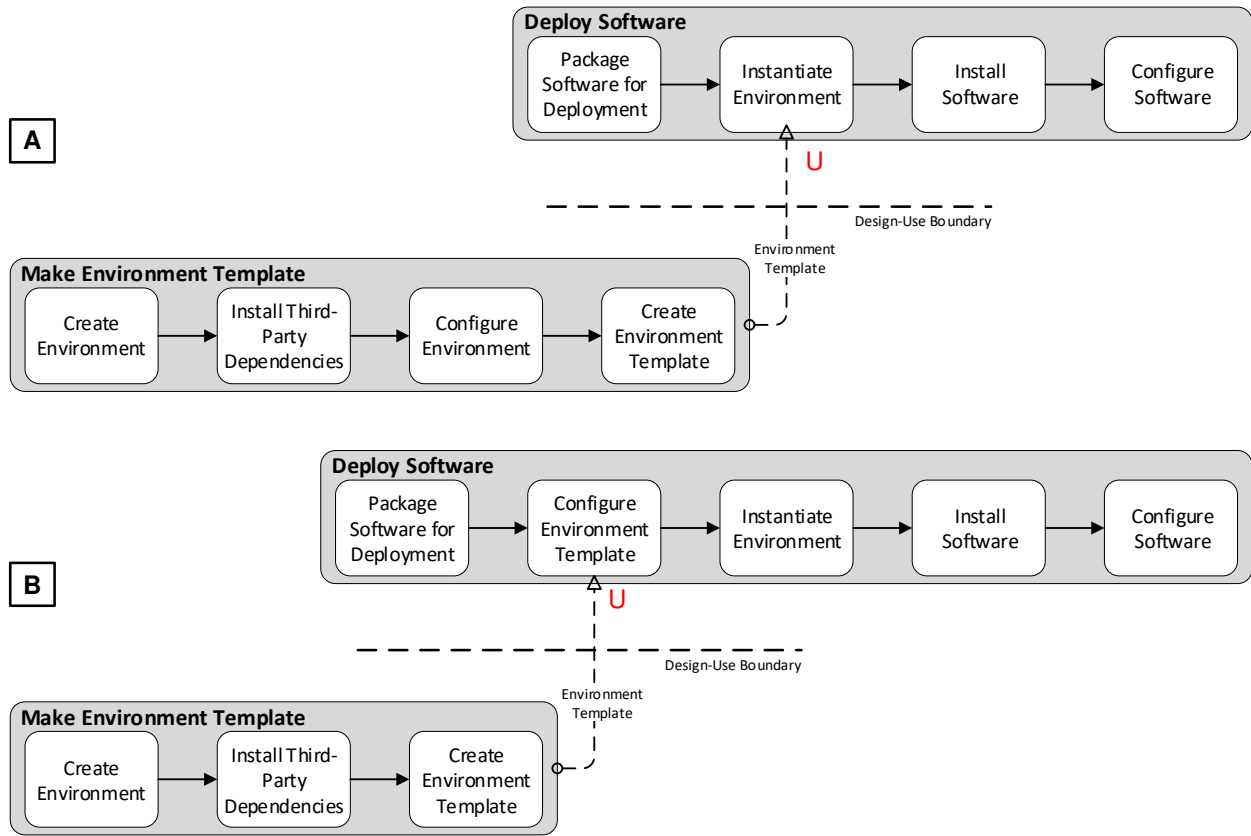 Deploy Software
Package
Software for
Deployment
Instantiate
Environment
Install
Software
Configure
Software
A
U
Design-Use Boundary
Environment
Template
Make Environment Template
Create
Environment
Install Third-
Party
Dependencies
Configure
Environment
Create
Environment
Template
Deploy Software
Package
Software for
Deployment
Configure
Environment
Template
Instantiate
Environment
Install
Software
Configure
Software
B
U
Design-Use Boundary
Environment
Template
Make Environment Template
Create
Environment
Install Third-
Party
Dependencies
Create
Environment
Template